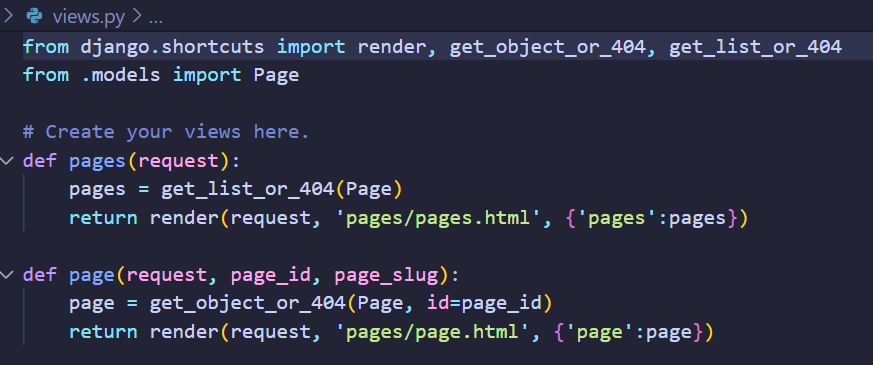 views.py > ...
from django.shortcuts import render, get_object_or_404, get_list_or_404
from .models import Page

# Create your views here.
def pages(request):
    pages = get_list_or_404(Page)
    return render(request, 'pages/pages.html', {'pages':pages})

def page(request, page_id, page_slug):
    page = get_object_or_404(Page, id=page_id)
    return render(request, 'pages/page.html', {'page':page})